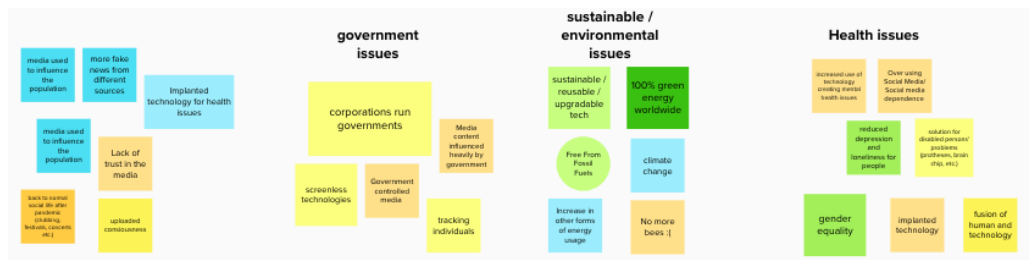 media used
to influence
the
population
more fake
news from
different
sources
Implanted
technology for health
issues
media used
to influence
the
population
Lack of
trust in the
media
back to normal
social life after
pandemic
(clubbing,
festivals, concerts
etc.)
uploaded
consiousness
government
issues
corporations run
governments
Media
content
influenced
heavily by
government
screenless
technologies
Government
controlled
media
tracking
individuals
sustainable /
environmental
issues
sustainable /
reusable /
upgradable
tech
100% green
energy
worldwide
Free From
Fossil
Fuels
climate
change
Increase in
other forms
of energy
usage
No more
bees :(
Health issues
increased use of
technology
creating mental
health issues
Over using
Social Media/
Social media
dependence
reduced
depression
and
loneliness for
people
solution for
disabled persons'
problems
(protheses, brain
chip, etc.)
gender
equality
implanted
technology
fusion of
human and
technology